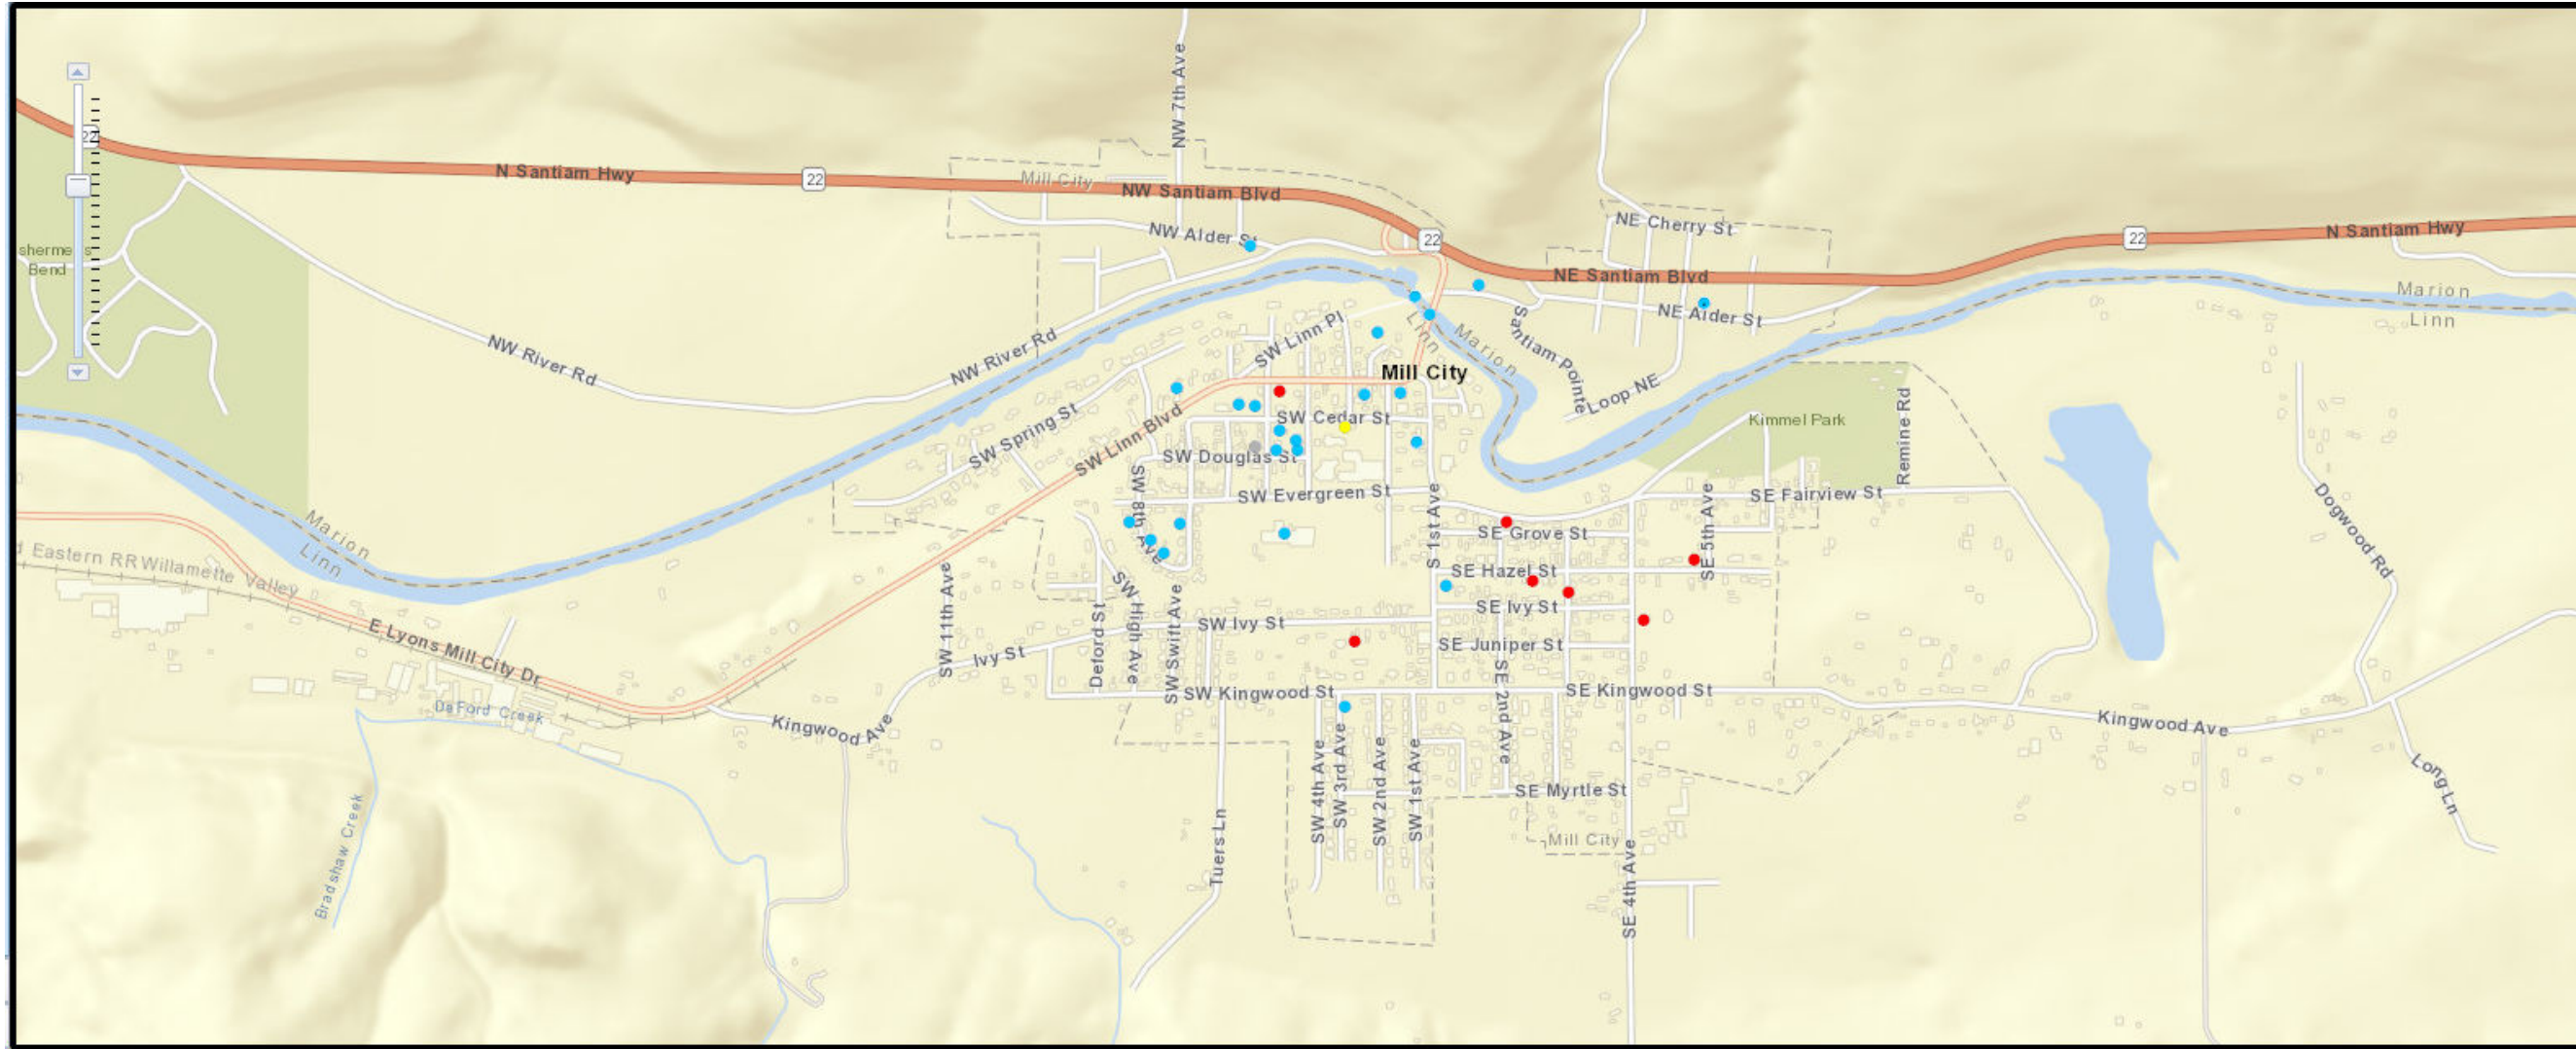 NW 7th Ave
22
N Santiam Hwy
22
Mill City
NW Santiam Blvd
NW Alder St
22
NE Cherry St
N Santiam Hwy
22
NE Santiam Blvd
Bend
Marion
Linn
NE Alder St
NW River Rd
NW River Rd
SW Linn Pl
Linn
Marion
Santiam Pointe
Loop NE
Mill City
SW Spring St
SW Linn Blvd
SW Cedar St
Kimmel Park
Remine Rd
SW Douglas St
SW 8th Ave
SW Evergreen St
S 1st Ave
SE Fairview St
SE 5th Ave
Dogwood Rd
Marion
Linn
Eastern RR
Willamette Valley
SE Grove St
SE Hazel St
SE Ivy St
SW 11th Ave
SW High Ave
Deford St
SW Swift Ave
SW Ivy St
SE Juniper St
E Lyons Mill City Dr
Ivy St
SE 2nd Ave
SW Kingwood St
SE Kingwood St
DeFord Creek
Kingwood Ave
Kingwood Ave
SW 4th Ave
SW 3rd Ave
SW 2nd Ave
SW 1st Ave
SE Myrtle St
Long Ln
Bradshaw Creek
Tuers Ln
Mill City
SE 4th Ave